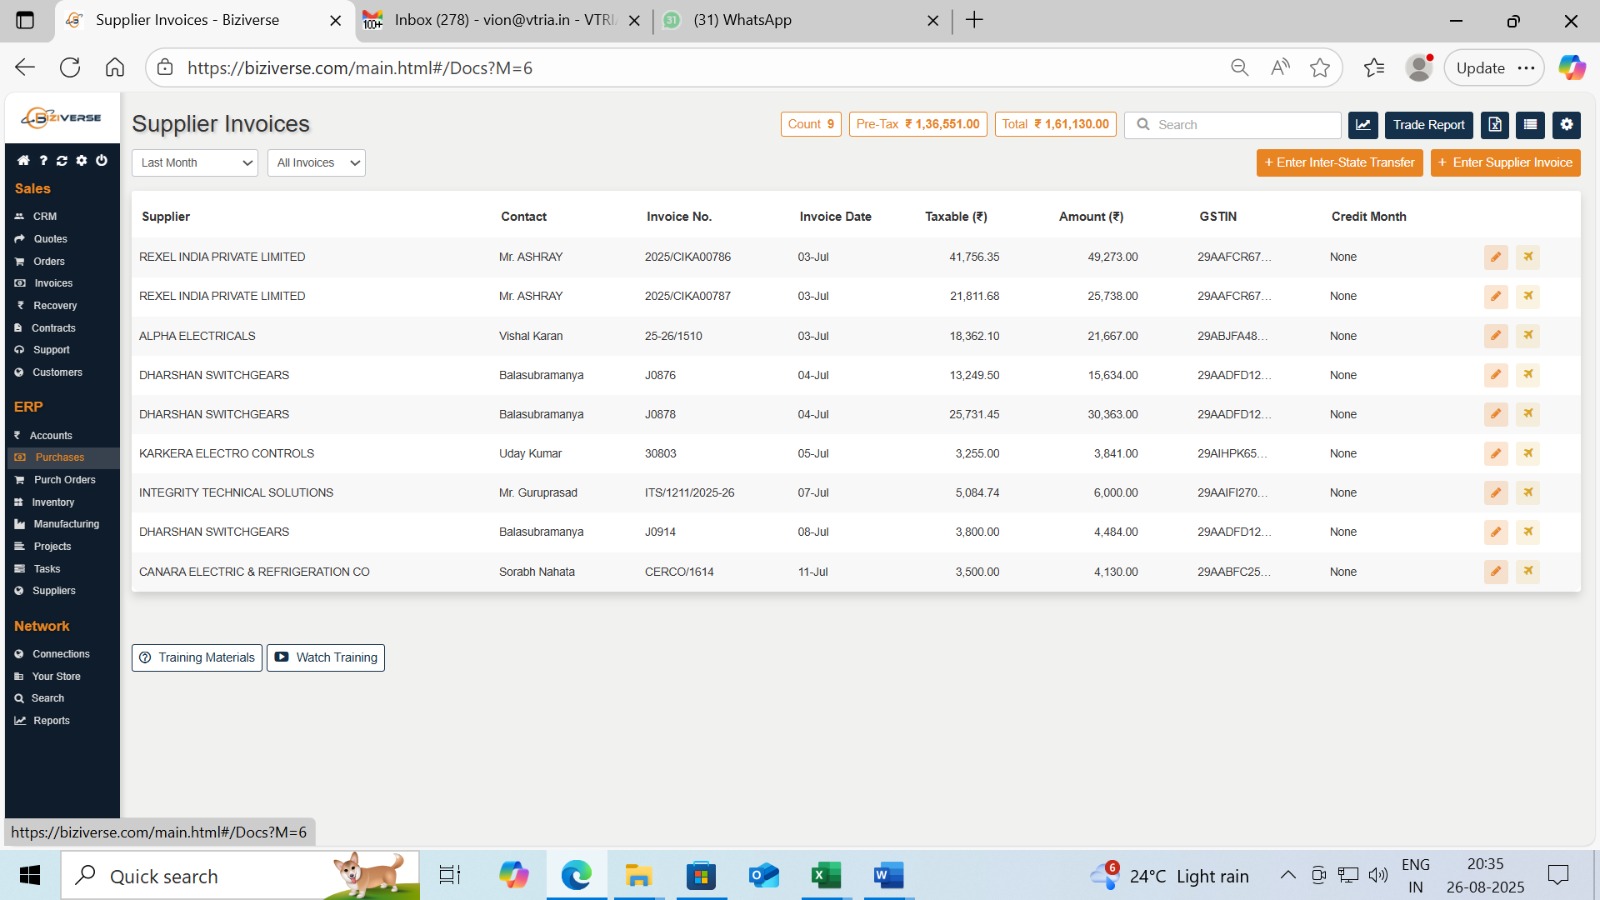 Supplier Invoices - Biziverse
Inbox (278) - vion@vtria.in - VTRI
(31) WhatsApp
https://biziverse.com/main.html#/Docs?M=6
Update
BIZIVERSE
Supplier Invoices
Count 9
Pre-Tax ₹ 1,36,551.00
Total ₹ 1,61,130.00
Search
Trade Report
Last Month
All Invoices
+ Enter Inter-State Transfer
+ Enter Supplier Invoice
Sales
CRM
Quotes
Orders
Invoices
Recovery
Contracts
Support
Customers
ERP
Accounts
Purchases
Purch Orders
Inventory
Manufacturing
Projects
Tasks
Suppliers
Network
Connections
Your Store
Search
Reports
Supplier Contact Invoice No. Invoice Date Taxable (₹) Amount (₹) GSTIN Credit Month
REXEL INDIA PRIVATE LIMITED Mr. ASHRAY 2025/CIKA00786 03-Jul 41,756.35 49,273.00 29AAFCR67... None
REXEL INDIA PRIVATE LIMITED Mr. ASHRAY 2025/CIKA00787 03-Jul 21,811.68 25,738.00 29AAFCR67... None
ALPHA ELECTRICALS Vishal Karan 25-26/1510 03-Jul 18,362.10 21,667.00 29ABJFA48... None
DHARSHAN SWITCHGEARS Balasubramanya J0876 04-Jul 13,249.50 15,634.00 29AADFD12... None
DHARSHAN SWITCHGEARS Balasubramanya J0878 04-Jul 25,731.45 30,363.00 29AADFD12... None
KARKERA ELECTRO CONTROLS Uday Kumar 30803 05-Jul 3,255.00 3,841.00 29AIHPK65... None
INTEGRITY TECHNICAL SOLUTIONS Mr. Guruprasad ITS/1211/2025-26 07-Jul 5,084.74 6,000.00 29AAIFI270... None
DHARSHAN SWITCHGEARS Balasubramanya J0914 08-Jul 3,800.00 4,484.00 29AADFD12... None
CANARA ELECTRIC & REFRIGERATION CO Sorabh Nahata CERCO/1614 11-Jul 3,500.00 4,130.00 29AABFC25... None
Training Materials
Watch Training
https://biziverse.com/main.html#/Docs?M=6
Quick search
6
24°C Light rain
ENG
IN
20:35
26-08-2025